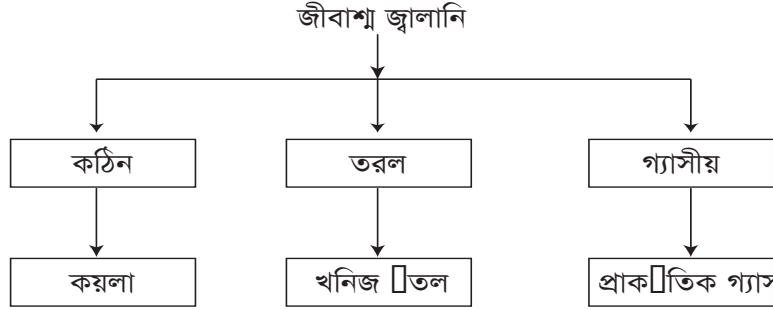 জীবাশ্ম জ্বালানি
কঠিন
তরল
গ্যাসীয়
কয়লা
খনিজ
গ্যাস